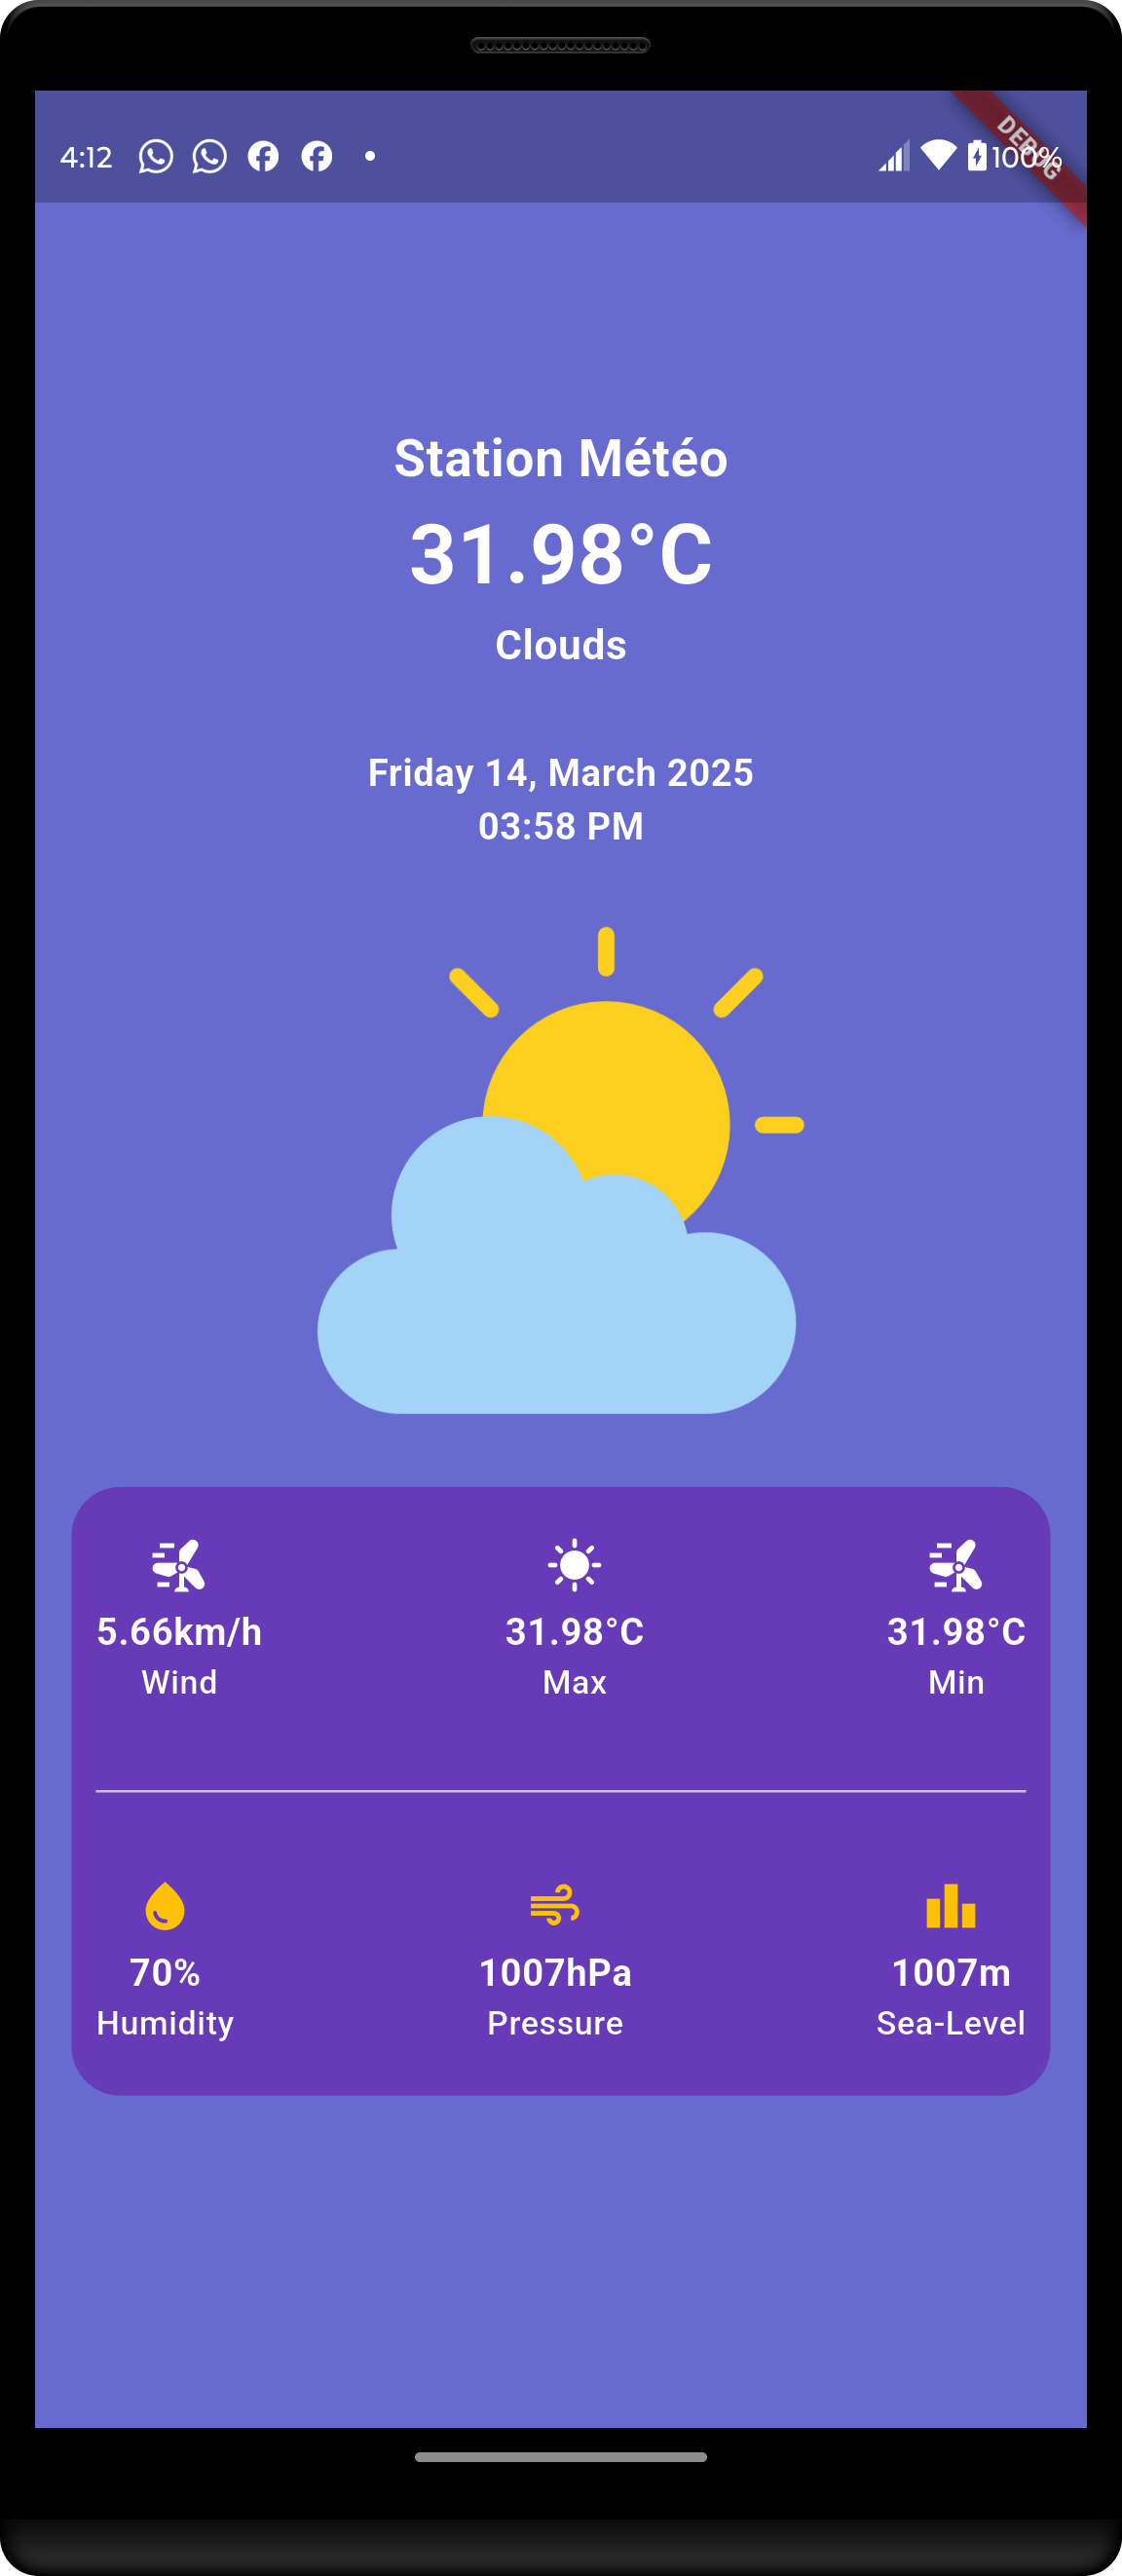 4:12
100%
DEBUG
Station Météo
31.98°C
Clouds
Friday 14, March 2025
03:58 PM
5.66km/h
31.98°C
31.98°C
Wind
Max
Min
70%
1007hPa
1007m
Humidity
Pressure
Sea-Level